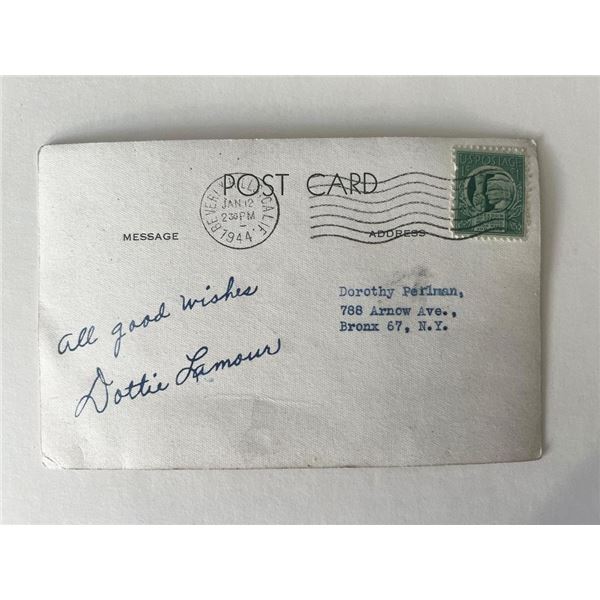 POST CARD
BEVERLY HILLS, CALIF.
JAN 12
2 30 PM
1944
U.S. POSTAGE
MESSAGE
ADDRESS
All good wishes
Dottie Lamour
Dorothy Perlman,
788 Arnow Ave.,
Bronx 67, N.Y.